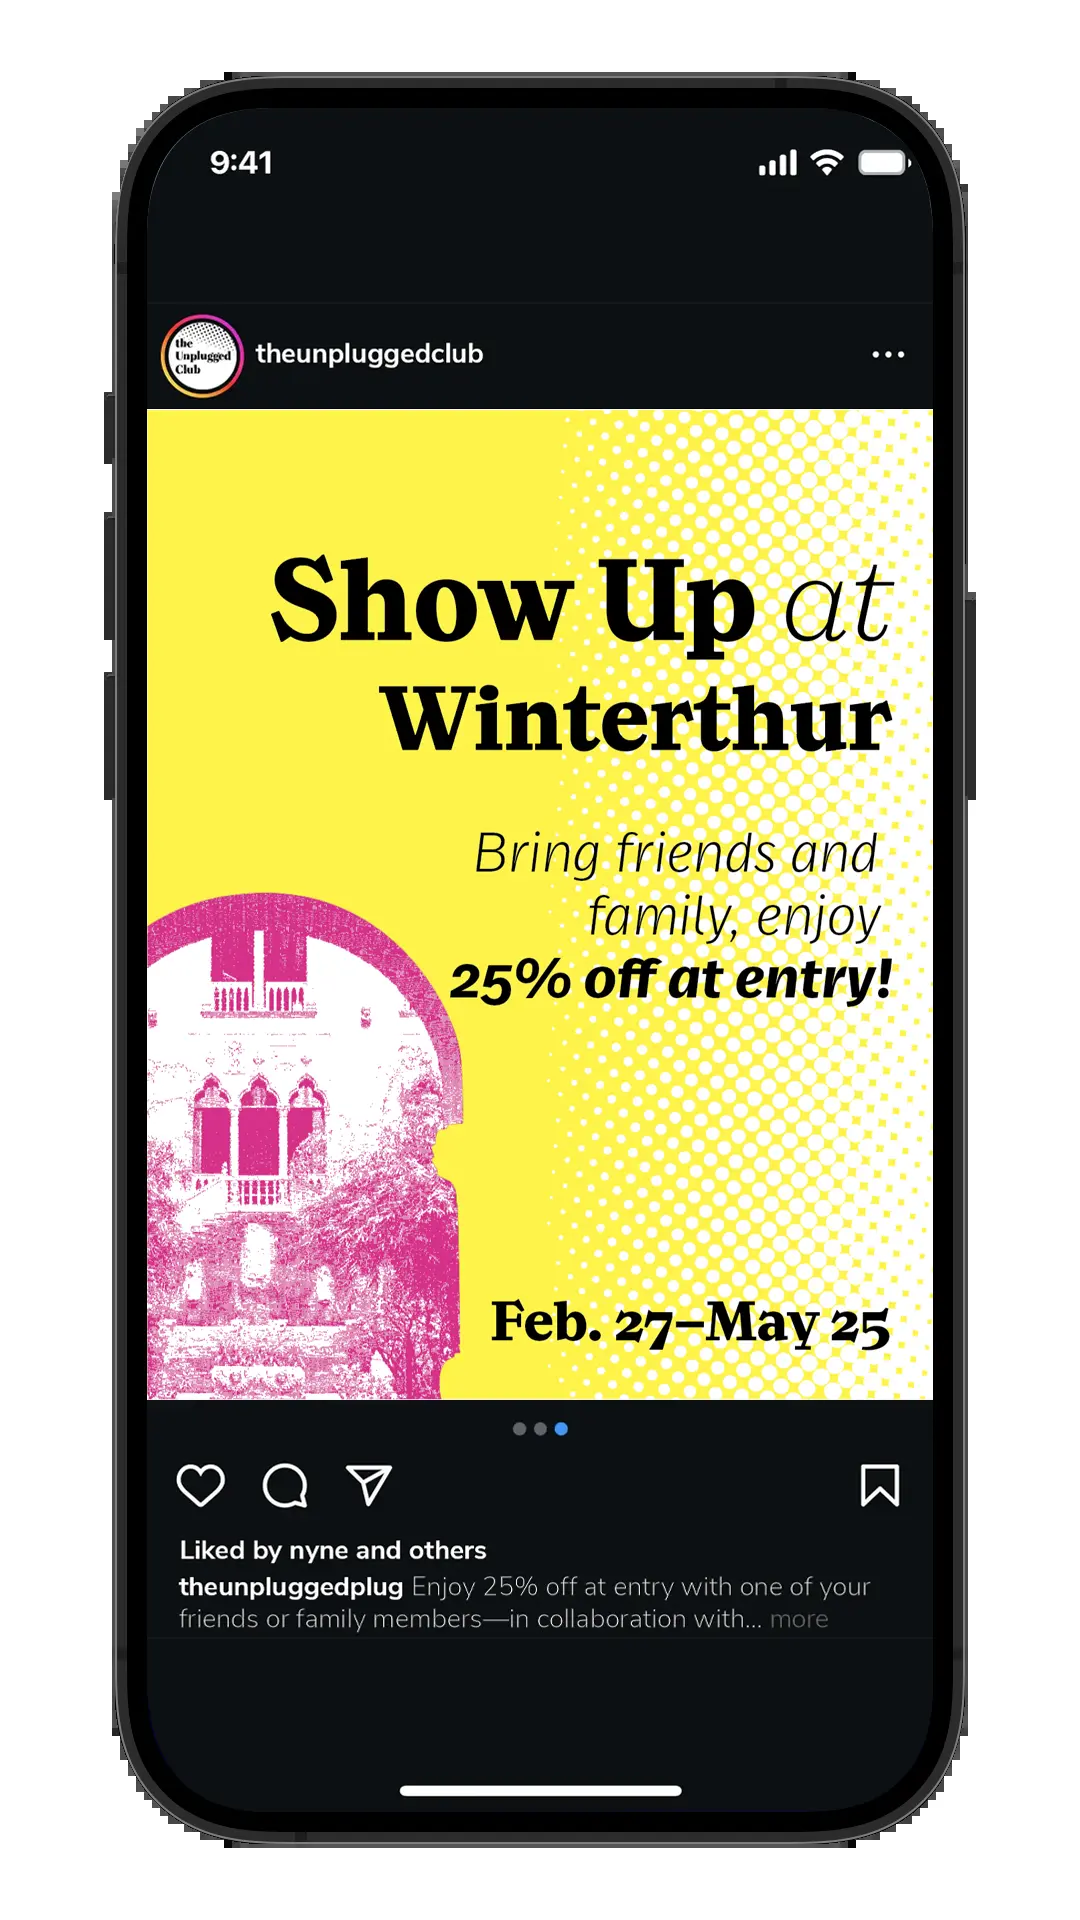 9:41
the
Unplugged
Club
theunpluggedclub
Show Up at
Winterthur
Bring friends and
family, enjoy
25% off at entry!
Feb. 27–May 25
Liked by nyne and others
theunpluggedplug Enjoy 25% off at entry with one of your
friends or family members—in collaboration with... more